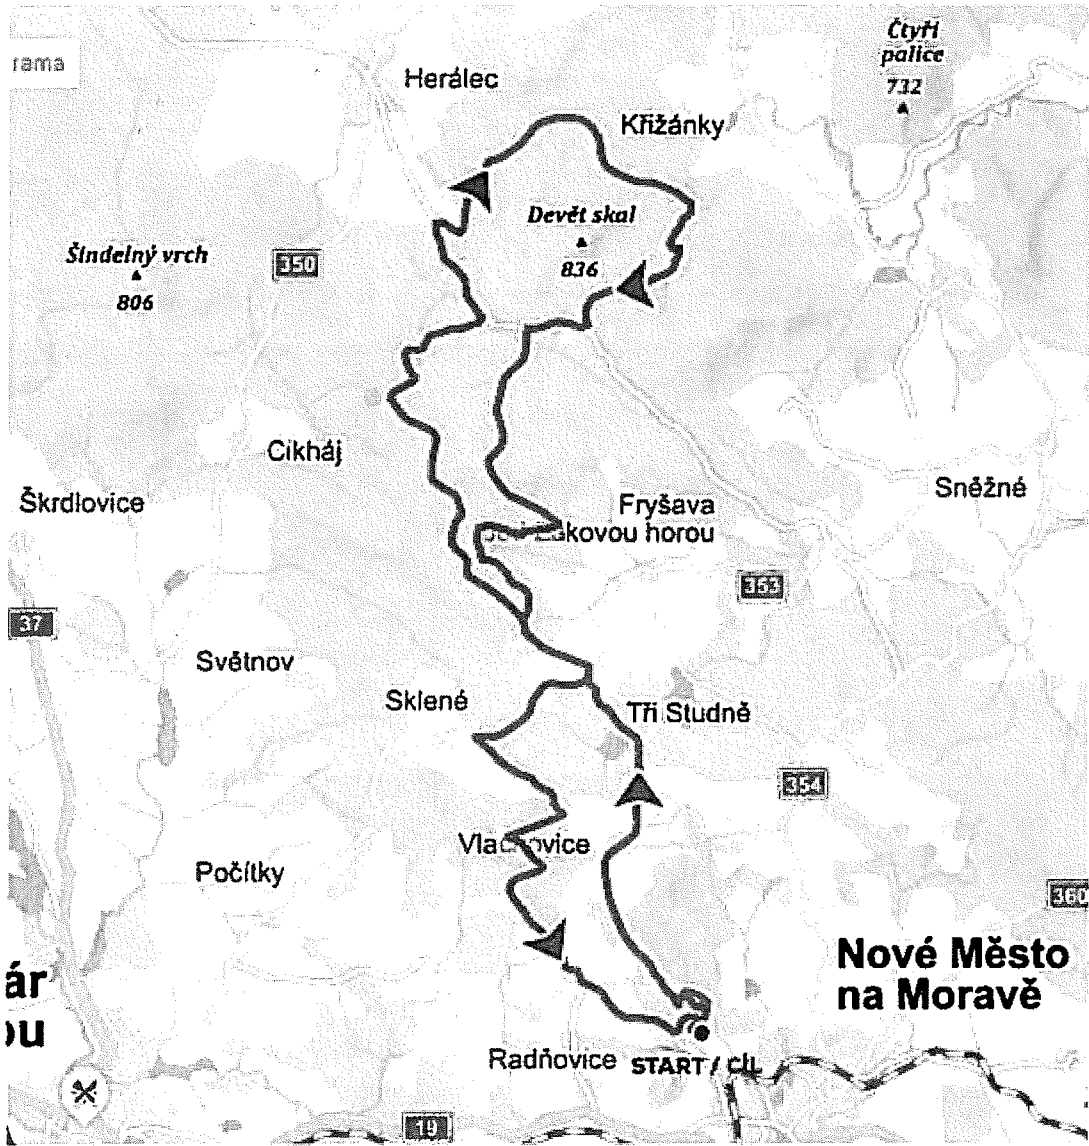 rama
Čtyři
palice
732
Herálec
Křižánky
Devět skal
836
Šindelný vrch
806
350
Cikháj
Škrdlovice
Sněžné
Fryšava
kovou horou
353
37
Světnov
Sklené
Tři Studně
354
Vlachovice
Počítky
360
Nové Město
na Moravě
ár
ou
Radňovice
START / CÍL
19